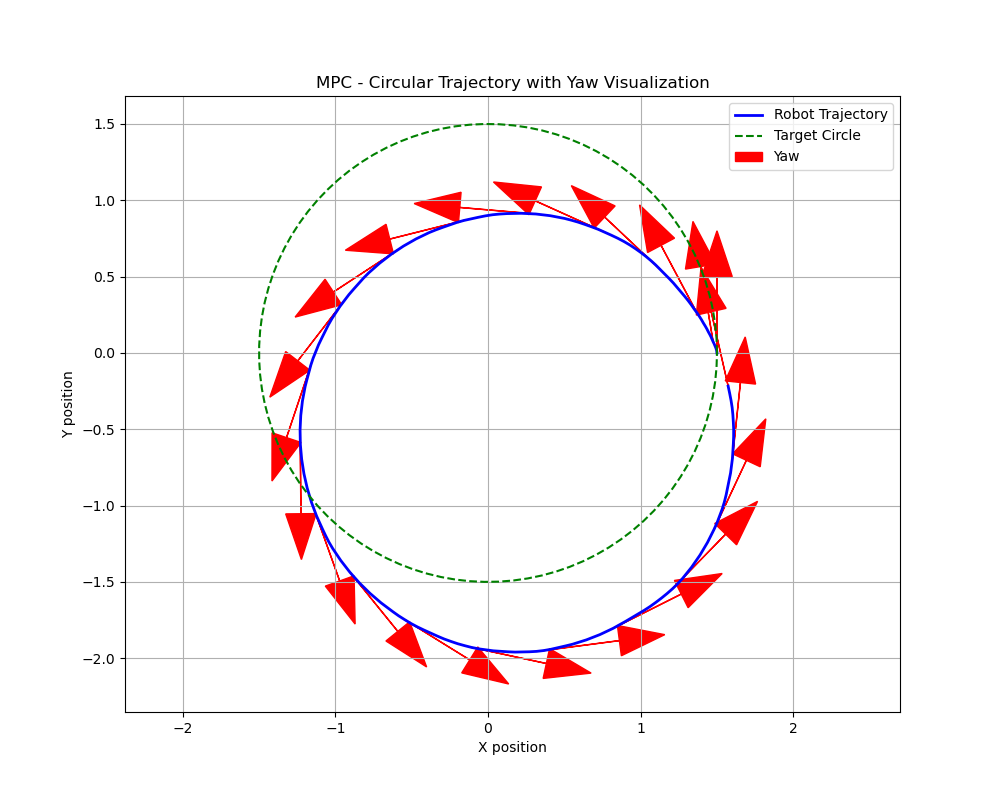 MPC - Circular Trajectory with Yaw Visualization
Robot Trajectory
Target Circle
Yaw
1.5
1.0
0.5
0.0
−0.5
−1.0
−1.5
−2.0
Y position
−2
−1
0
1
2
X position